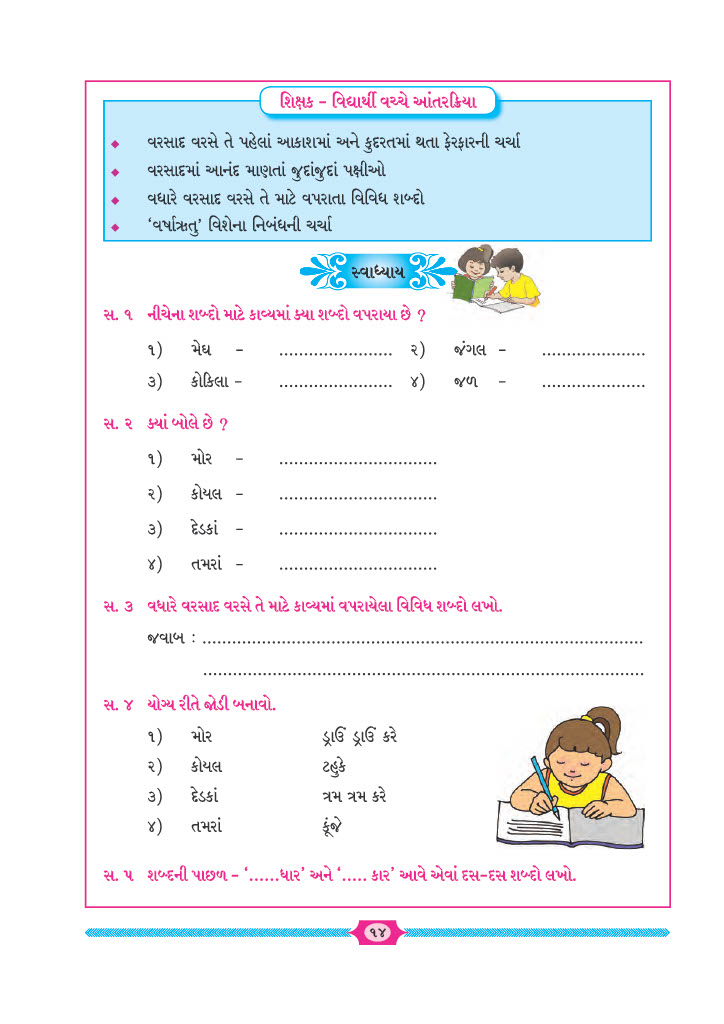 શિક્ષક - વિદ્યાર્થી વચ્ચે આંતરક્રિયા
◆ વરસાદ વરસે તે પહેલાં આકાશમાં અને કુદરતમાં થતા ફેરફારની ચર્ચા
◆ વરસાદમાં આનંદ માણતાં જુદાંજુદાં પક્ષીઓ
◆ વધારે વરસાદ વરસે તે માટે વપરાતા વિવિધ શબ્દો
◆ ‘વર્ષાઋતુ’ વિશેના નિબંધની ચર્ચા
સ્વાધ્યાય
સ. ૧ નીચેના શબ્દો માટે કાવ્યમાં ક્યા શબ્દો વપરાયા છે ?
૧) મેઘ - ....................... ૨) જંગલ - .....................
૩) કોકિલા - ....................... ૪) જળ - .....................
સ. ૨ ક્યાં બોલે છે ?
૧) મોર - ................................
૨) કોયલ - ................................
૩) દેડકાં - ................................
૪) તમરાં - ................................
સ. ૩ વધારે વરસાદ વરસે તે માટે કાવ્યમાં વપરાયેલા વિવિધ શબ્દો લખો.
જવાબ : ..........................................................................................
..........................................................................................
સ. ૪ યોગ્ય રીતે જોડી બનાવો.
૧) મોર ડ્રાઉં ડ્રાઉં કરે
૨) કોયલ ટહુકે
૩) દેડકાં ત્રમ ત્રમ કરે
૪) તમરાં કૂંજે
સ. ૫ શબ્દની પાછળ - ‘......ધાર’ અને ‘..... કાર’ આવે એવાં દસ-દસ શબ્દો લખો.
૧૪